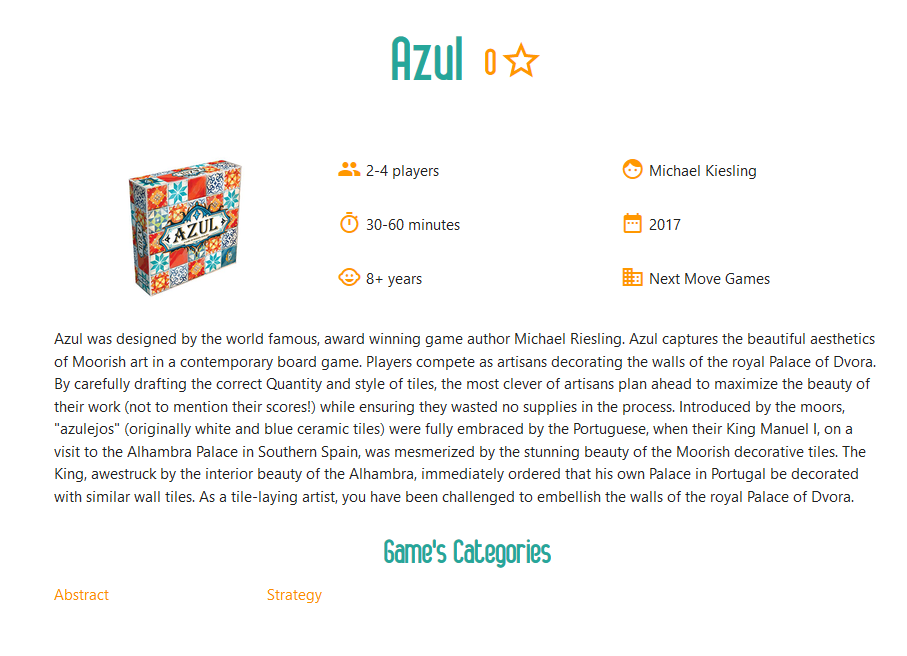 Azul 0
AZUL
2-4 players
Michael Kiesling
30-60 minutes
2017
8+ years
Next Move Games
Azul was designed by the world famous, award winning game author Michael Riesling. Azul captures the beautiful aesthetics
of Moorish art in a contemporary board game. Players compete as artisans decorating the walls of the royal Palace of Dvora.
By carefully drafting the correct Quantity and style of tiles, the most clever of artisans plan ahead to maximize the beauty of
their work (not to mention their scores!) while ensuring they wasted no supplies in the process. Introduced by the moors,
"azulejos" (originally white and blue ceramic tiles) were fully embraced by the Portuguese, when their King Manuel I, on a
visit to the Alhambra Palace in Southern Spain, was mesmerized by the stunning beauty of the Moorish decorative tiles. The
King, awestruck by the interior beauty of the Alhambra, immediately ordered that his own Palace in Portugal be decorated
with similar wall tiles. As a tile-laying artist, you have been challenged to embellish the walls of the royal Palace of Dvora.
Game's Categories
Abstract
Strategy